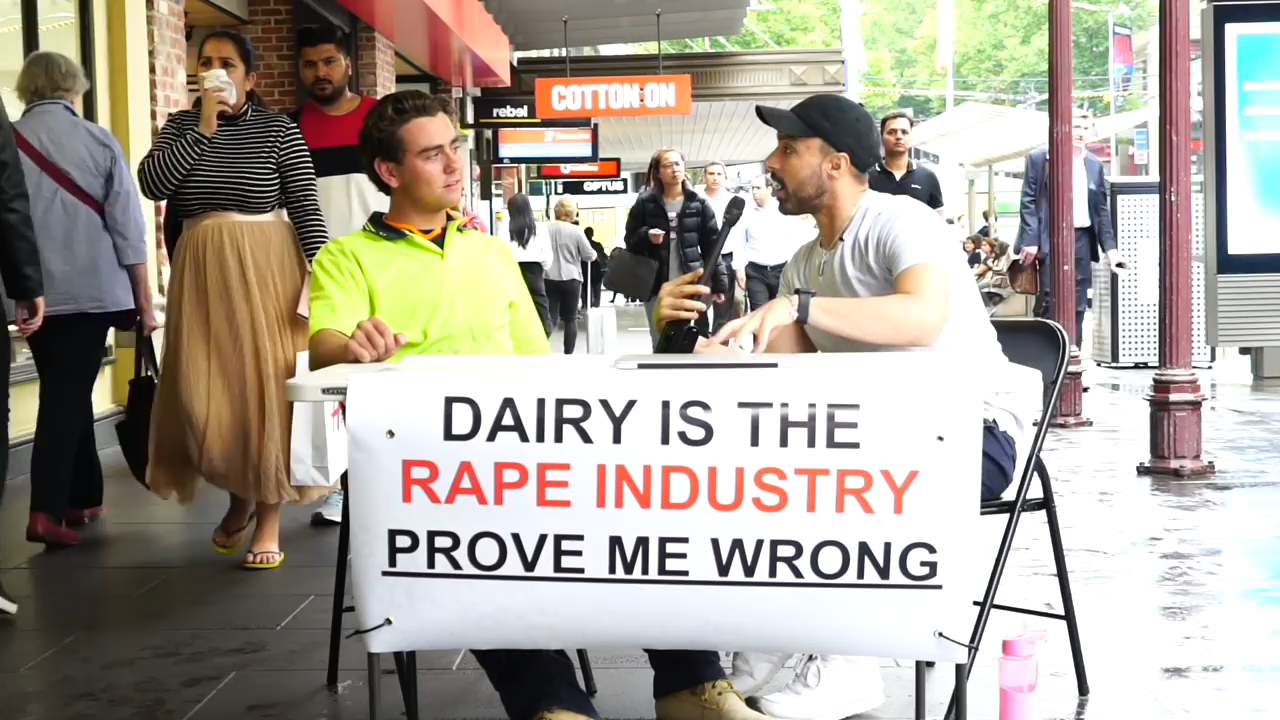 COTTON:ON
rebel
OPTUS
DAIRY IS THE
RAPE INDUSTRY
PROVE ME WRONG